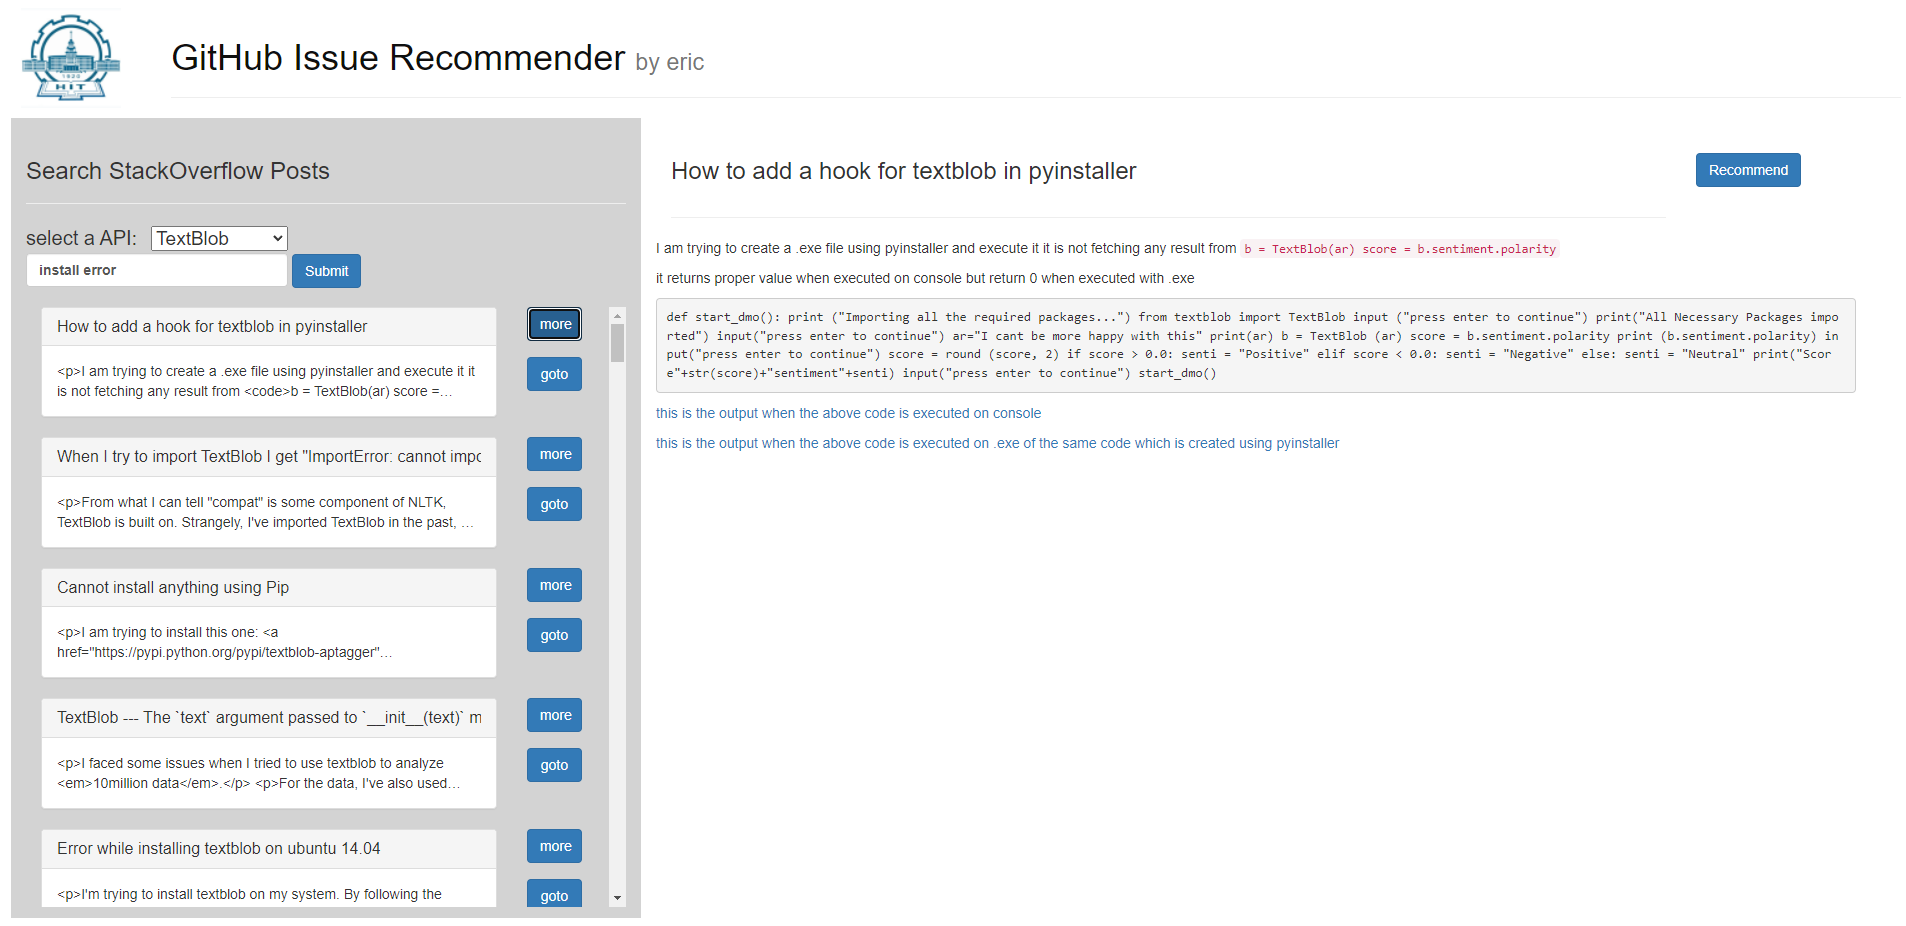 1920
HIT
GitHub Issue Recommender by eric
Search StackOverflow Posts
select a API: TextBlob
install error
Submit
How to add a hook for textblob in pyinstaller
more
<p>I am trying to create a .exe file using pyinstaller and execute it it
is not fetching any result from <code>b = TextBlob(ar) score =...
goto
When I try to import TextBlob I get "ImportError: cannot impo
more
<p>From what I can tell "compat" is some component of NLTK,
TextBlob is built on. Strangely, I've imported TextBlob in the past, ...
goto
Cannot install anything using Pip
more
<p>I am trying to install this one: <a
href="https://pypi.python.org/pypi/textblob-aptagger"...
goto
TextBlob --- The `text` argument passed to `__init__(text)` m
more
<p>I faced some issues when I tried to use textblob to analyze
<em>10million data</em>.</p> <p>For the data, I've also used...
goto
Error while installing textblob on ubuntu 14.04
more
<p>I'm trying to install textblob on my system. By following the
goto
How to add a hook for textblob in pyinstaller
Recommend
I am trying to create a .exe file using pyinstaller and execute it it is not fetching any result from b = TextBlob(ar) score = b.sentiment.polarity
it returns proper value when executed on console but return 0 when executed with .exe
def start_dmo(): print ("Importing all the required packages...") from textblob import TextBlob input ("press enter to continue") print("All Necessary Packages impo
rted") input("press enter to continue") ar="I cant be more happy with this" print(ar) b = TextBlob (ar) score = b.sentiment.polarity print (b.sentiment.polarity) in
put("press enter to continue") score = round (score, 2) if score > 0.0: senti = "Positive" elif score < 0.0: senti = "Negative" else: senti = "Neutral" print("Scor
e"+str(score)+"sentiment"+senti) input("press enter to continue") start_dmo()
this is the output when the above code is executed on console
this is the output when the above code is executed on .exe of the same code which is created using pyinstaller